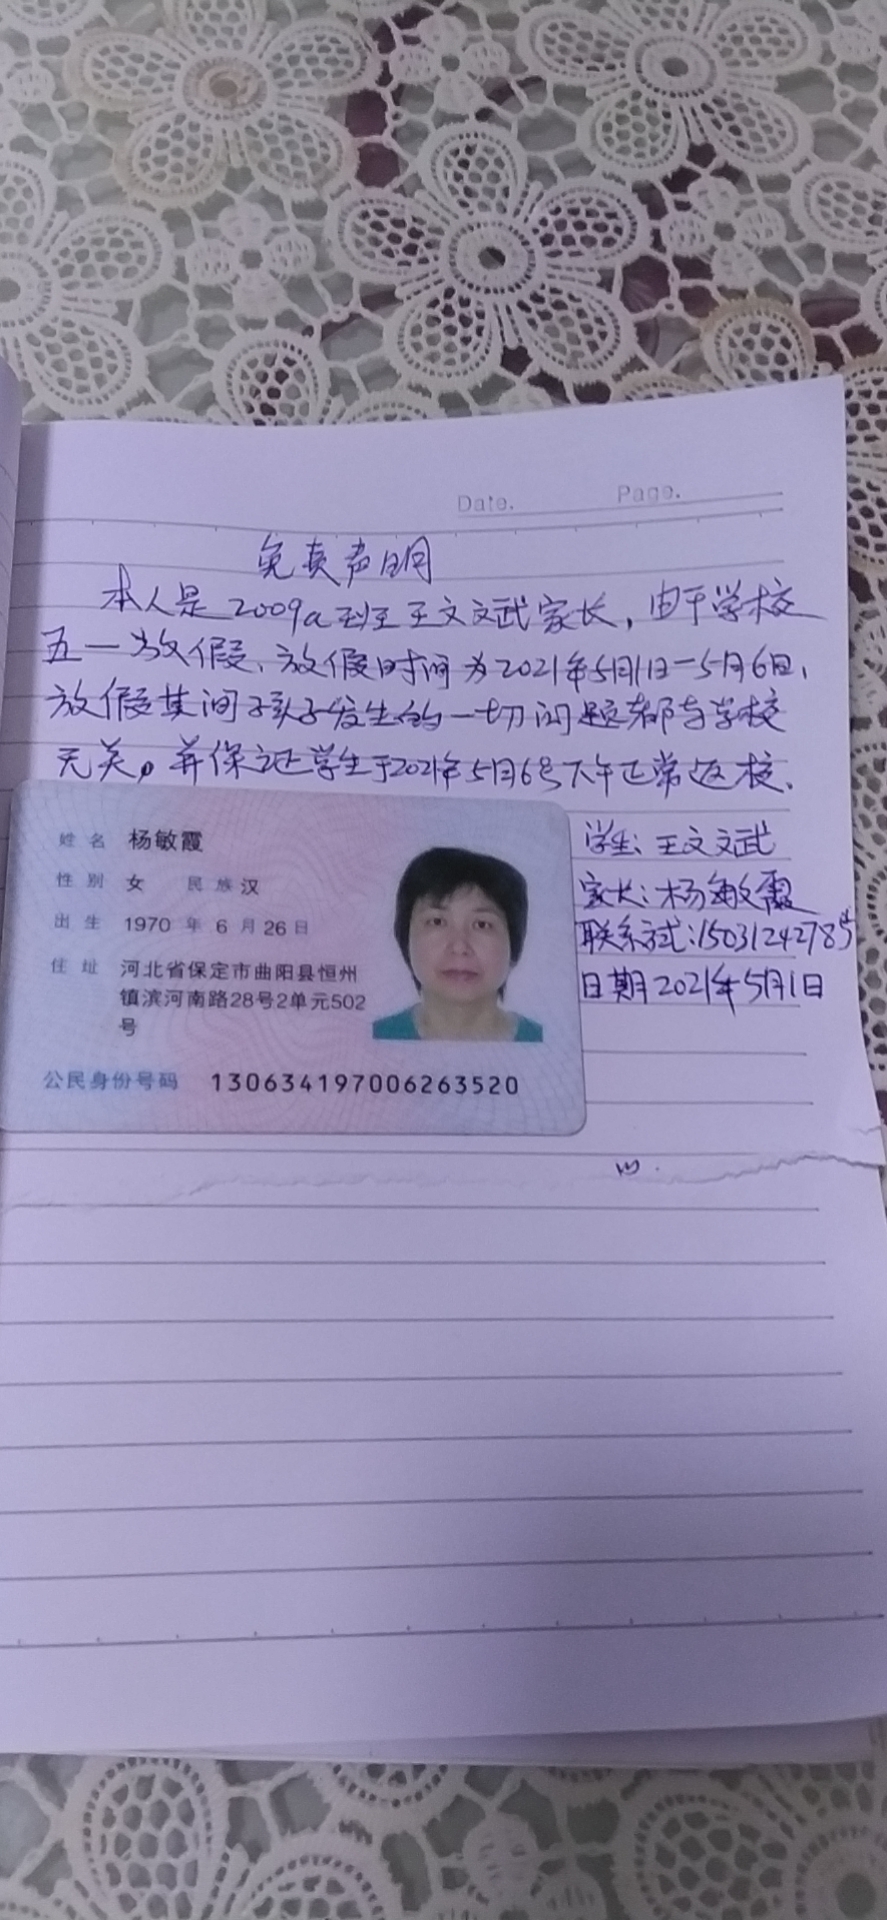 Date. Page.
免责声明
本人是2009a到王文文武家长，由于学校
五一放假、放假时间为2021年5月1日-5月6日，
放假其间孩子发生的一切问题都与学校
无关。并保证学生于2021年5月6号下午正常返校.
学生：王文文武
家长：杨敏霞
联系方式:15031242785
日期2021年5月1日
姓名 杨敏霞
性别 女 民族 汉
出生 1970 年 6 月 26 日
住址 河北省保定市曲阳县恒州
镇滨河南路28号2单元502
号
公民身份号码 130634197006263520